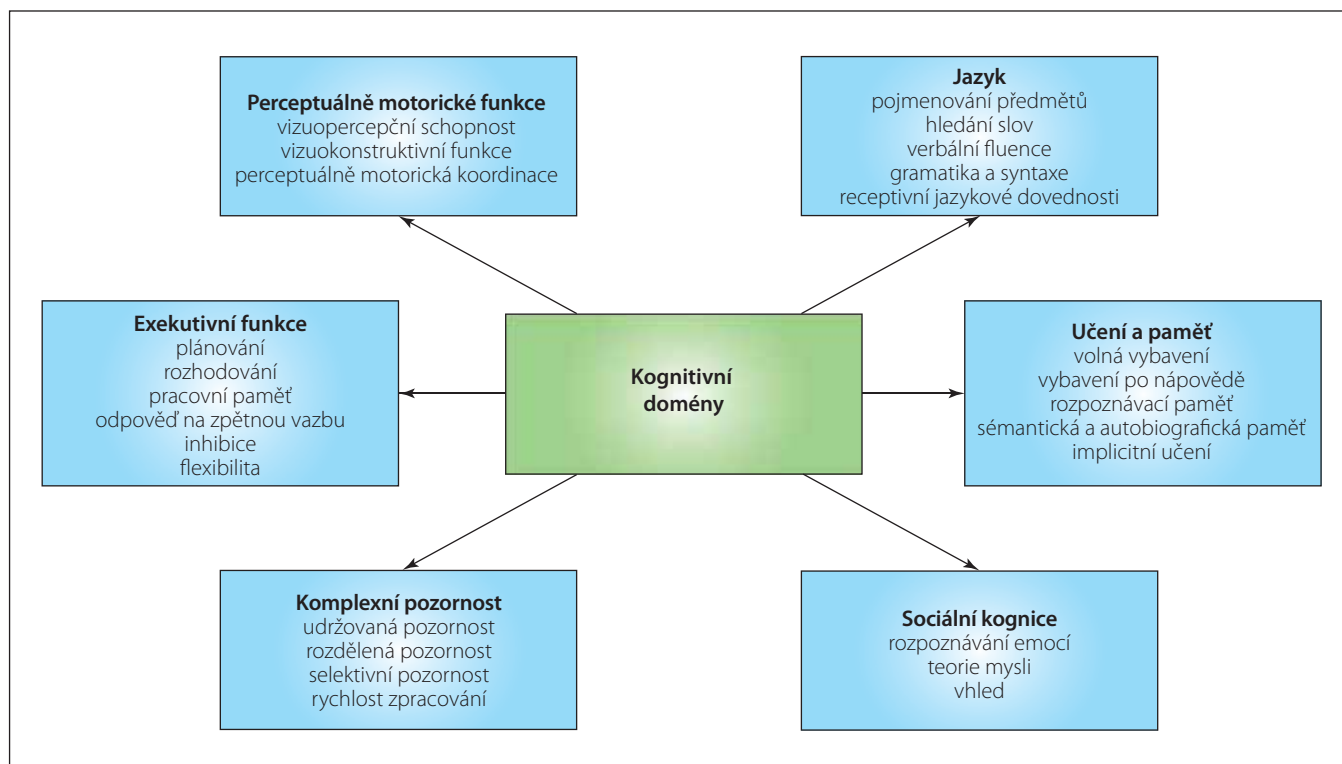 Perceptuálně motorické funkce
vizuopercepční schopnost
vizuokonstruktivní funkce
perceptuálně motorická koordinace
Jazyk
pojmenování předmětů
hledání slov
verbální fluence
gramatika a syntaxe
receptivní jazykové dovednosti
Exekutivní funkce
plánování
rozhodování
pracovní paměť
odpověď na zpětnou vazbu
inhibice
flexibilita
Kognitivní
domény
Učení a paměť
volná vybavení
vybavení po nápovědě
rozpoznávací paměť
sémantická a autobiografická paměť
implicitní učení
Komplexní pozornost
udržovaná pozornost
rozdělená pozornost
selektivní pozornost
rychlost zpracování
Sociální kognice
rozpoznávání emocí
teorie mysli
vhled